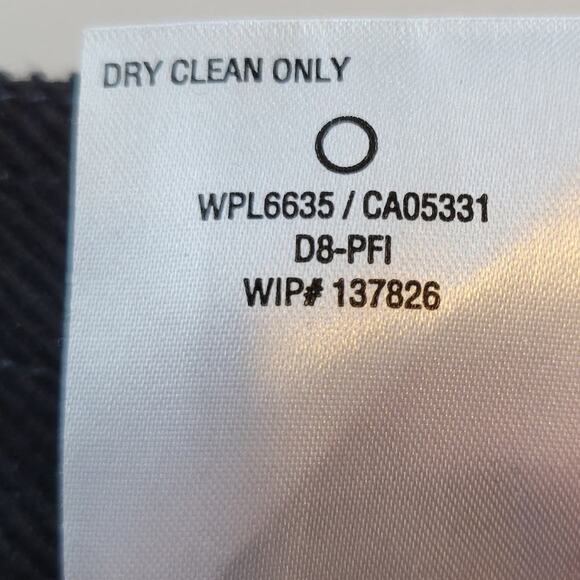 DRY CLEAN ONLY
WPL6635 / CA05331
D8-PFI
WIP# 137826